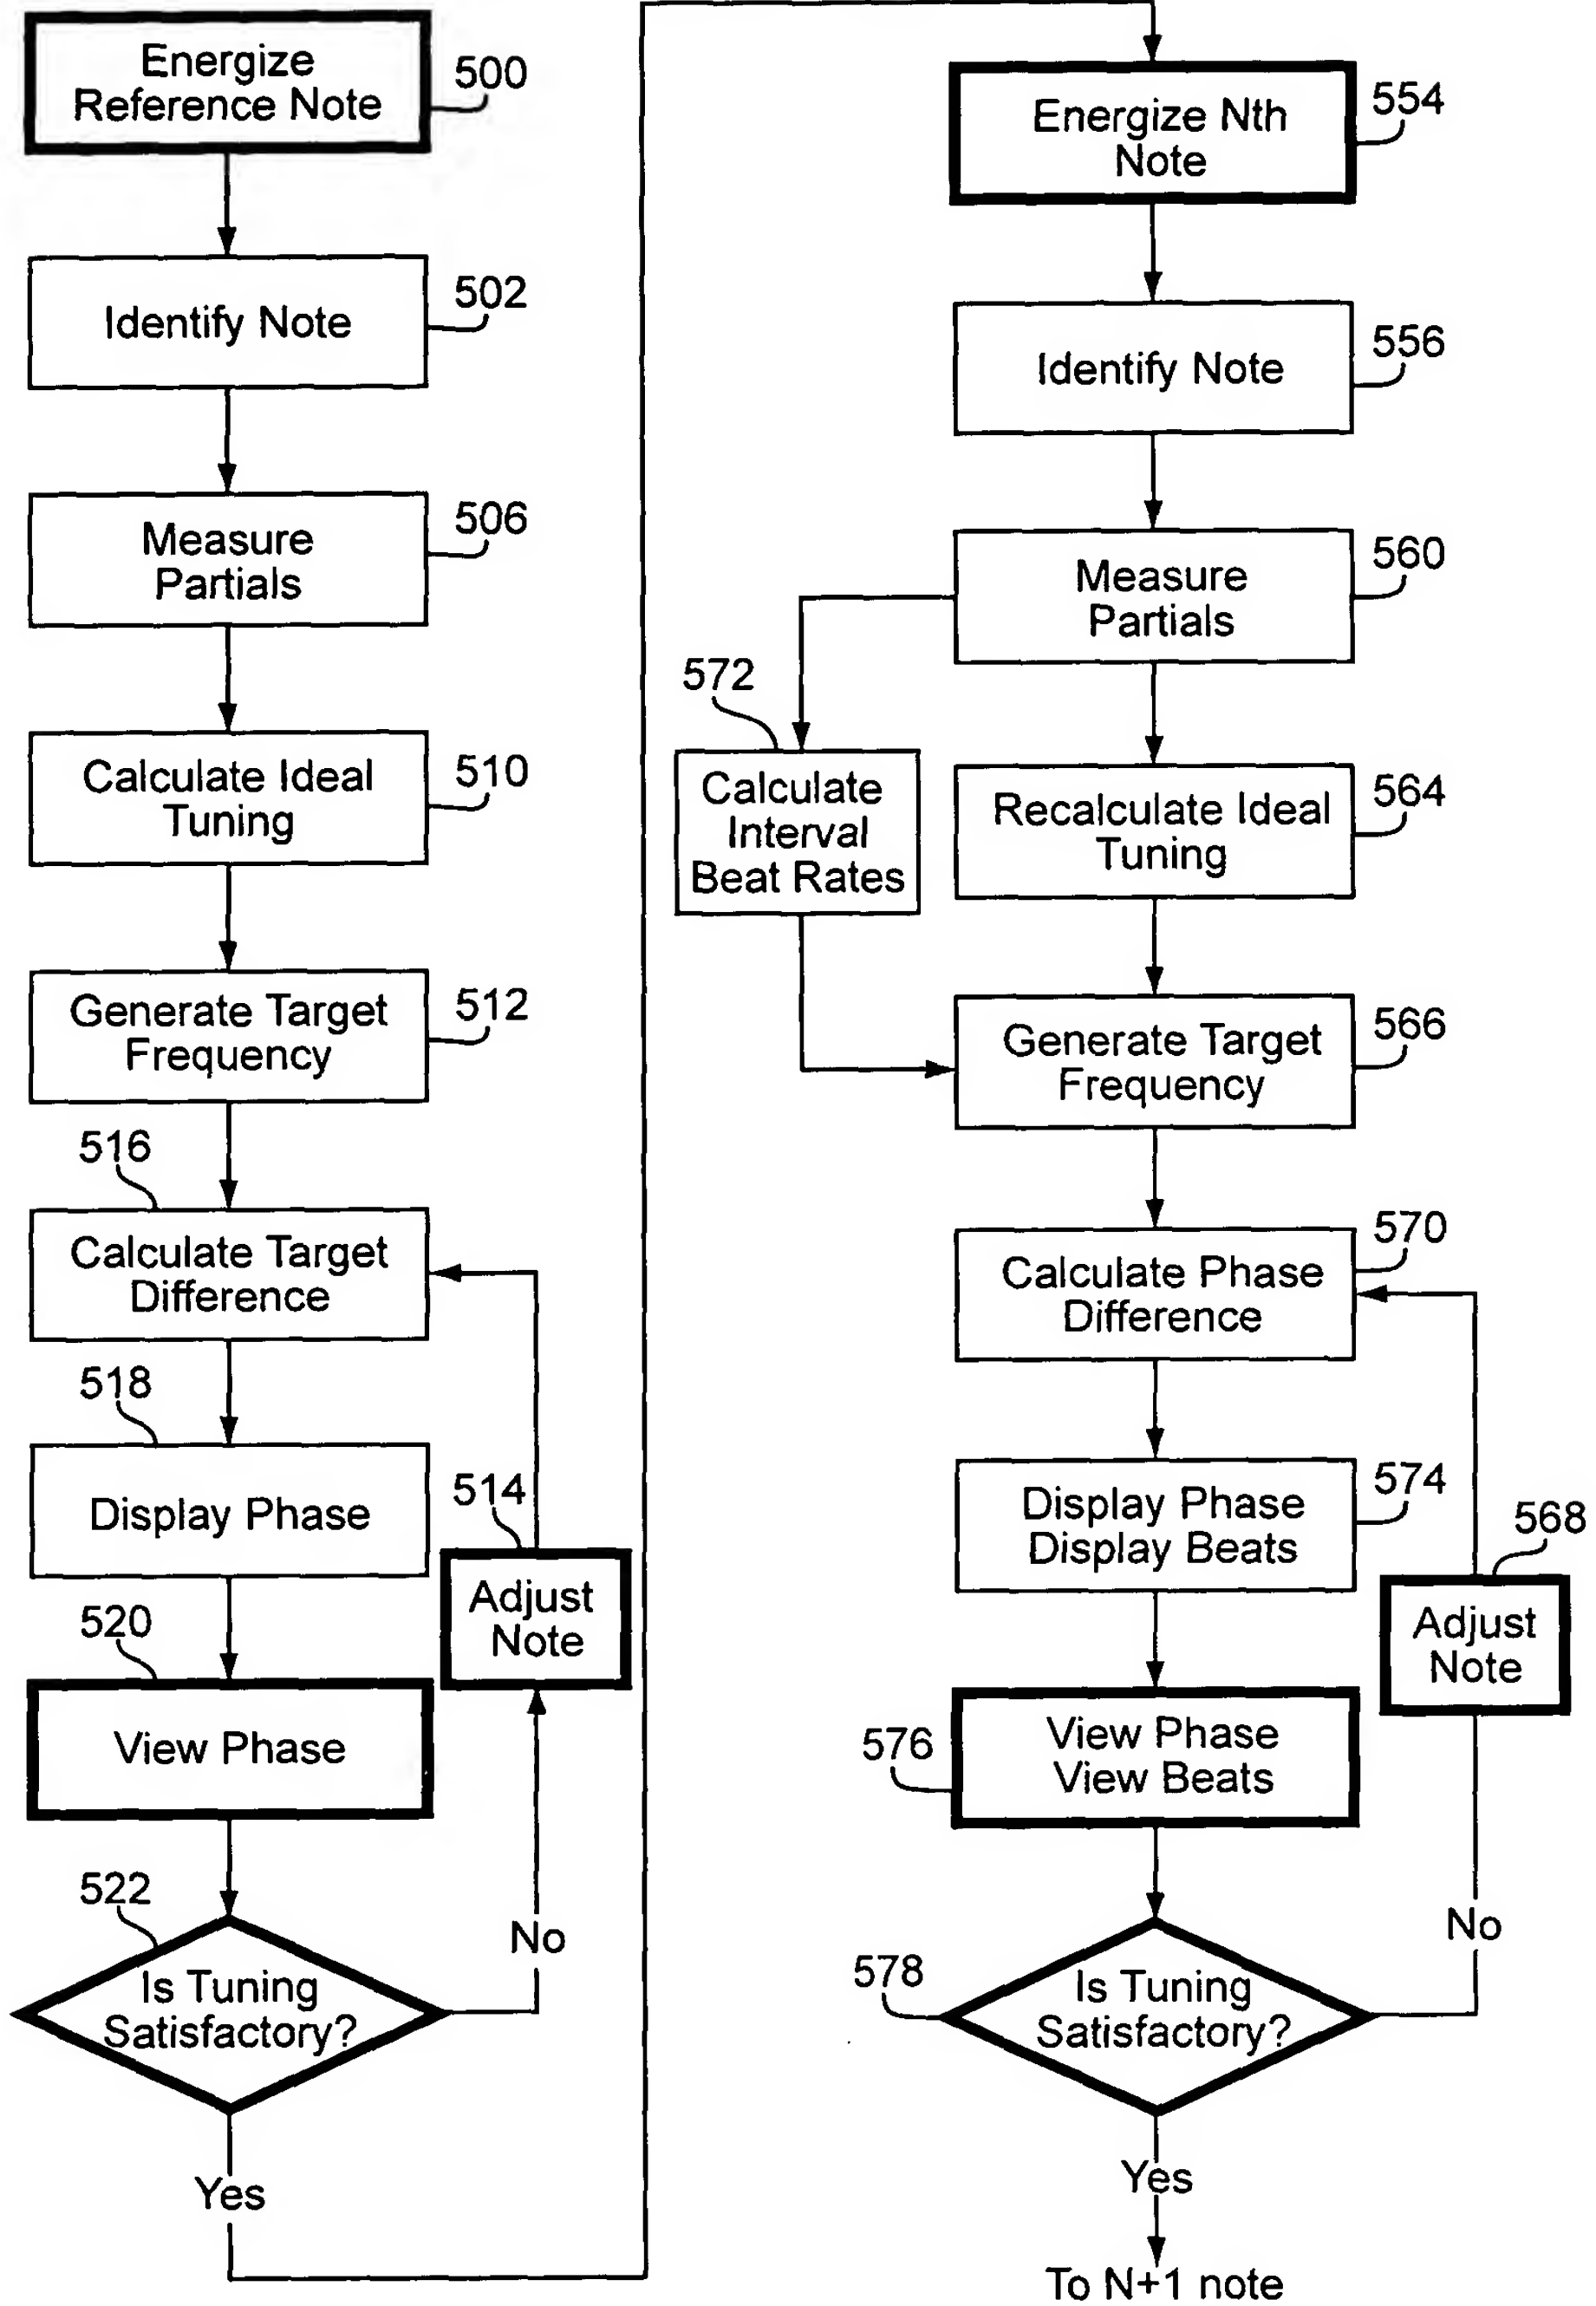 Energize
Reference Note
500
Identify Note
502
Measure
Partials
506
Calculate Ideal
Tuning
510
Generate Target
Frequency
512
516
Calculate Target
Difference
518
Display Phase
514
Adjust
Note
520
View Phase
522
Is Tuning
Satisfactory?
No
Yes
Energize Nth
Note
554
Identify Note
556
Measure
Partials
560
572
Calculate
Interval
Beat Rates
Recalculate Ideal
Tuning
564
Generate Target
Frequency
566
Calculate Phase
Difference
570
Display Phase
Display Beats
574
568
Adjust
Note
576
View Phase
View Beats
578
Is Tuning
Satisfactory?
No
Yes
To N+1 note